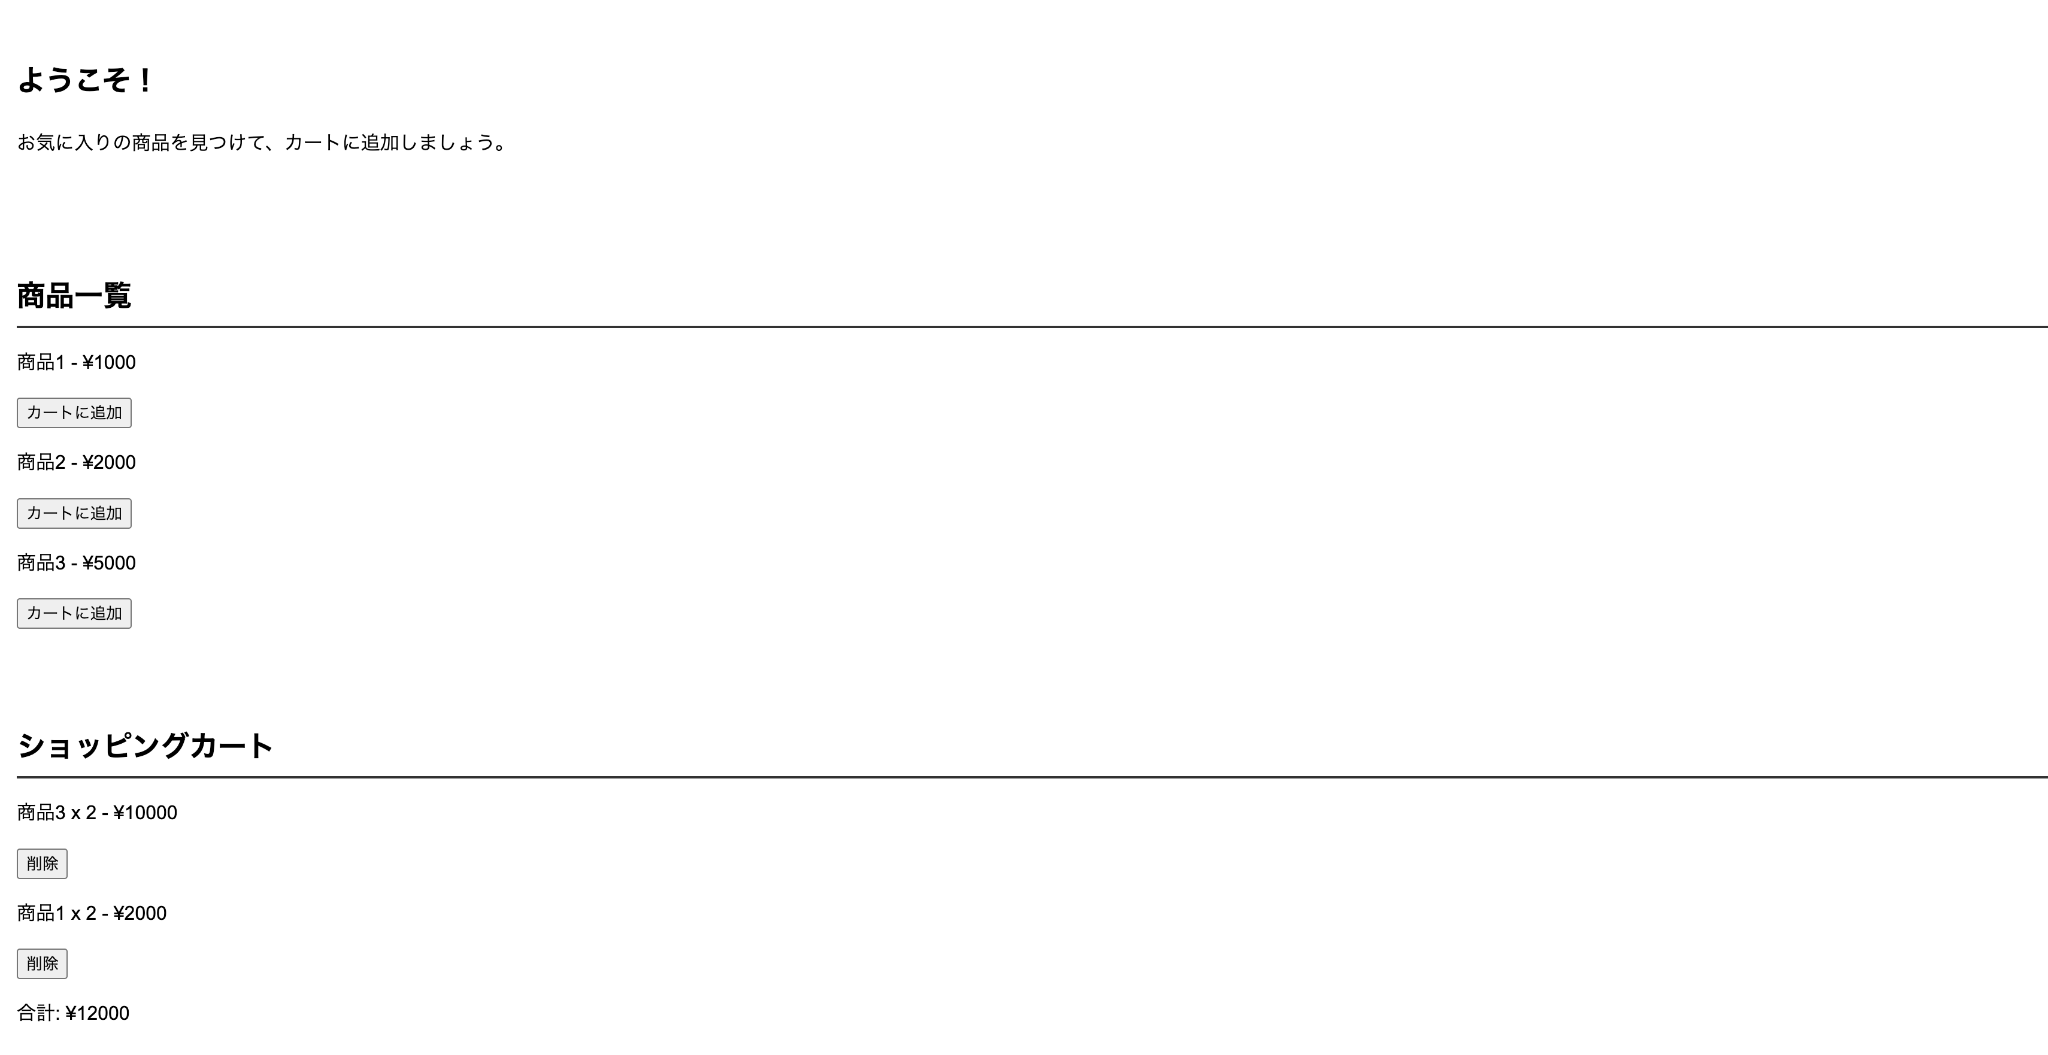 ようこそ！
お気に入りの商品を見つけて、カートに追加しましょう。
商品一覧
商品1 - ¥1000
カートに追加
商品2 - ¥2000
カートに追加
商品3 - ¥5000
カートに追加
ショッピングカート
商品3 x 2 - ¥10000
削除
商品1 x 2 - ¥2000
削除
合計: ¥12000